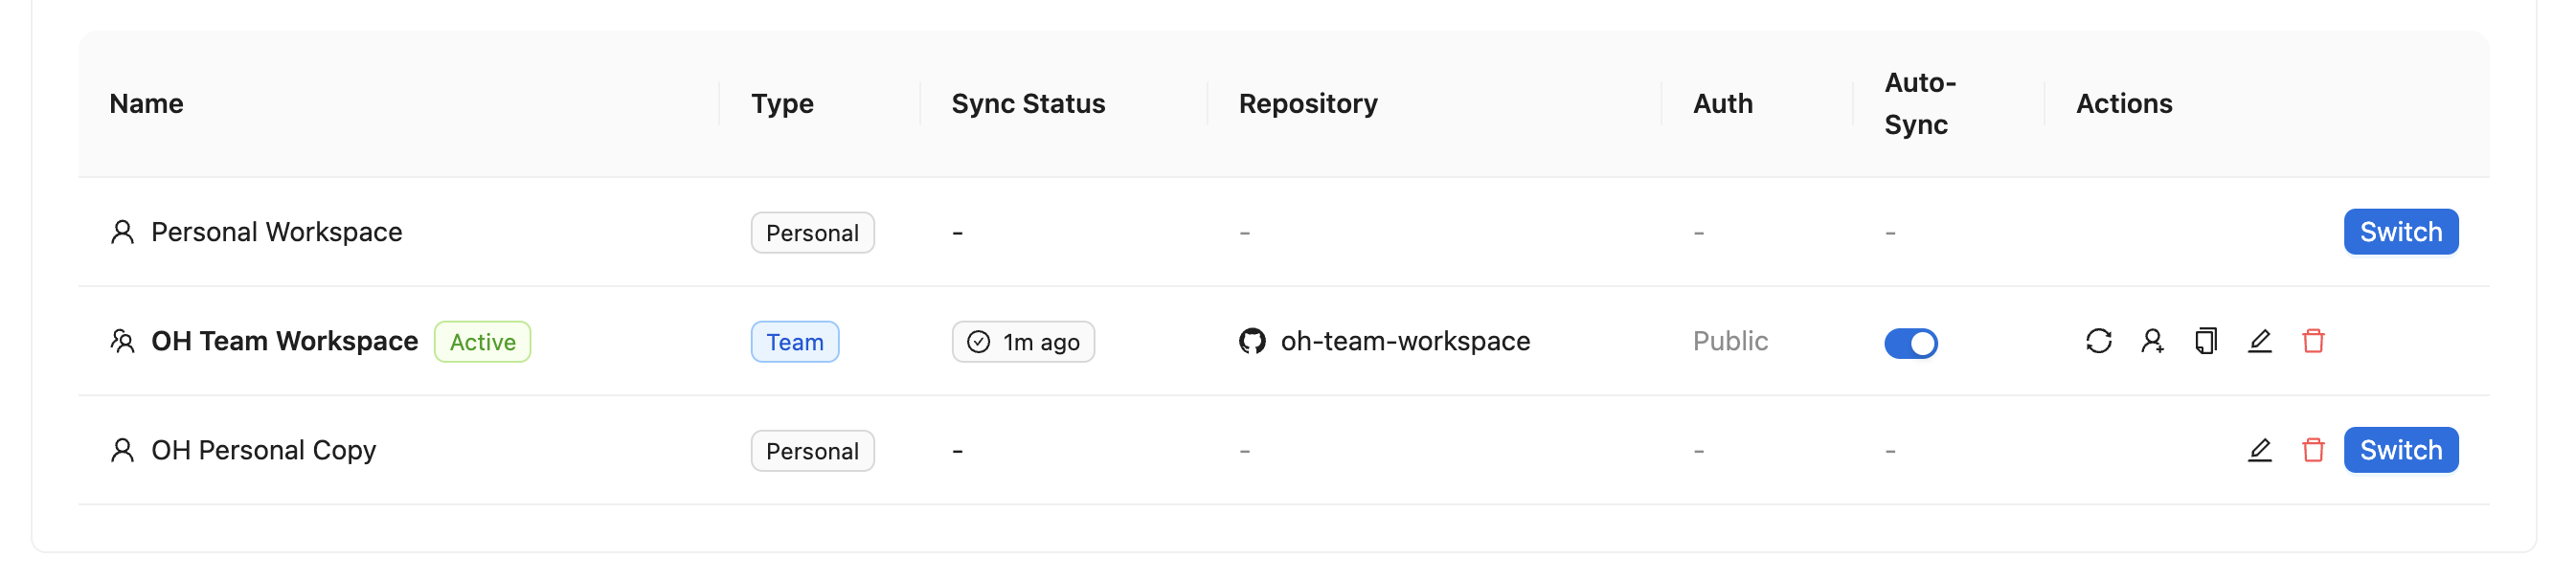 Name Type Sync Status Repository Auth Auto-
Sync Actions
Personal Workspace Personal - - - - Switch
OH Team Workspace Active Team 1m ago oh-team-workspace Public
OH Personal Copy Personal - - - - Switch